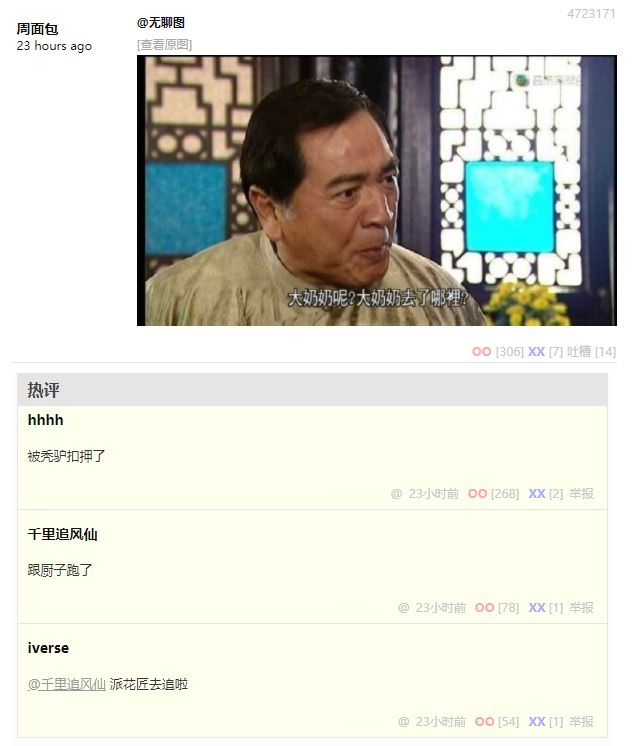 周面包
23 hours ago
@无聊图
4723171
[查看原图]
大奶奶呢?大奶奶去了哪裡?
OO [306] XX [7] 吐槽 [14]
热评
hhhh
被秃驴扣押了
@ 23小时前 OO [268] XX [2] 举报
千里追风仙
跟厨子跑了
@ 23小时前 OO [78] XX [1] 举报
iverse
@千里追风仙 派花匠去追啦
@ 23小时前 OO [54] XX [1] 举报